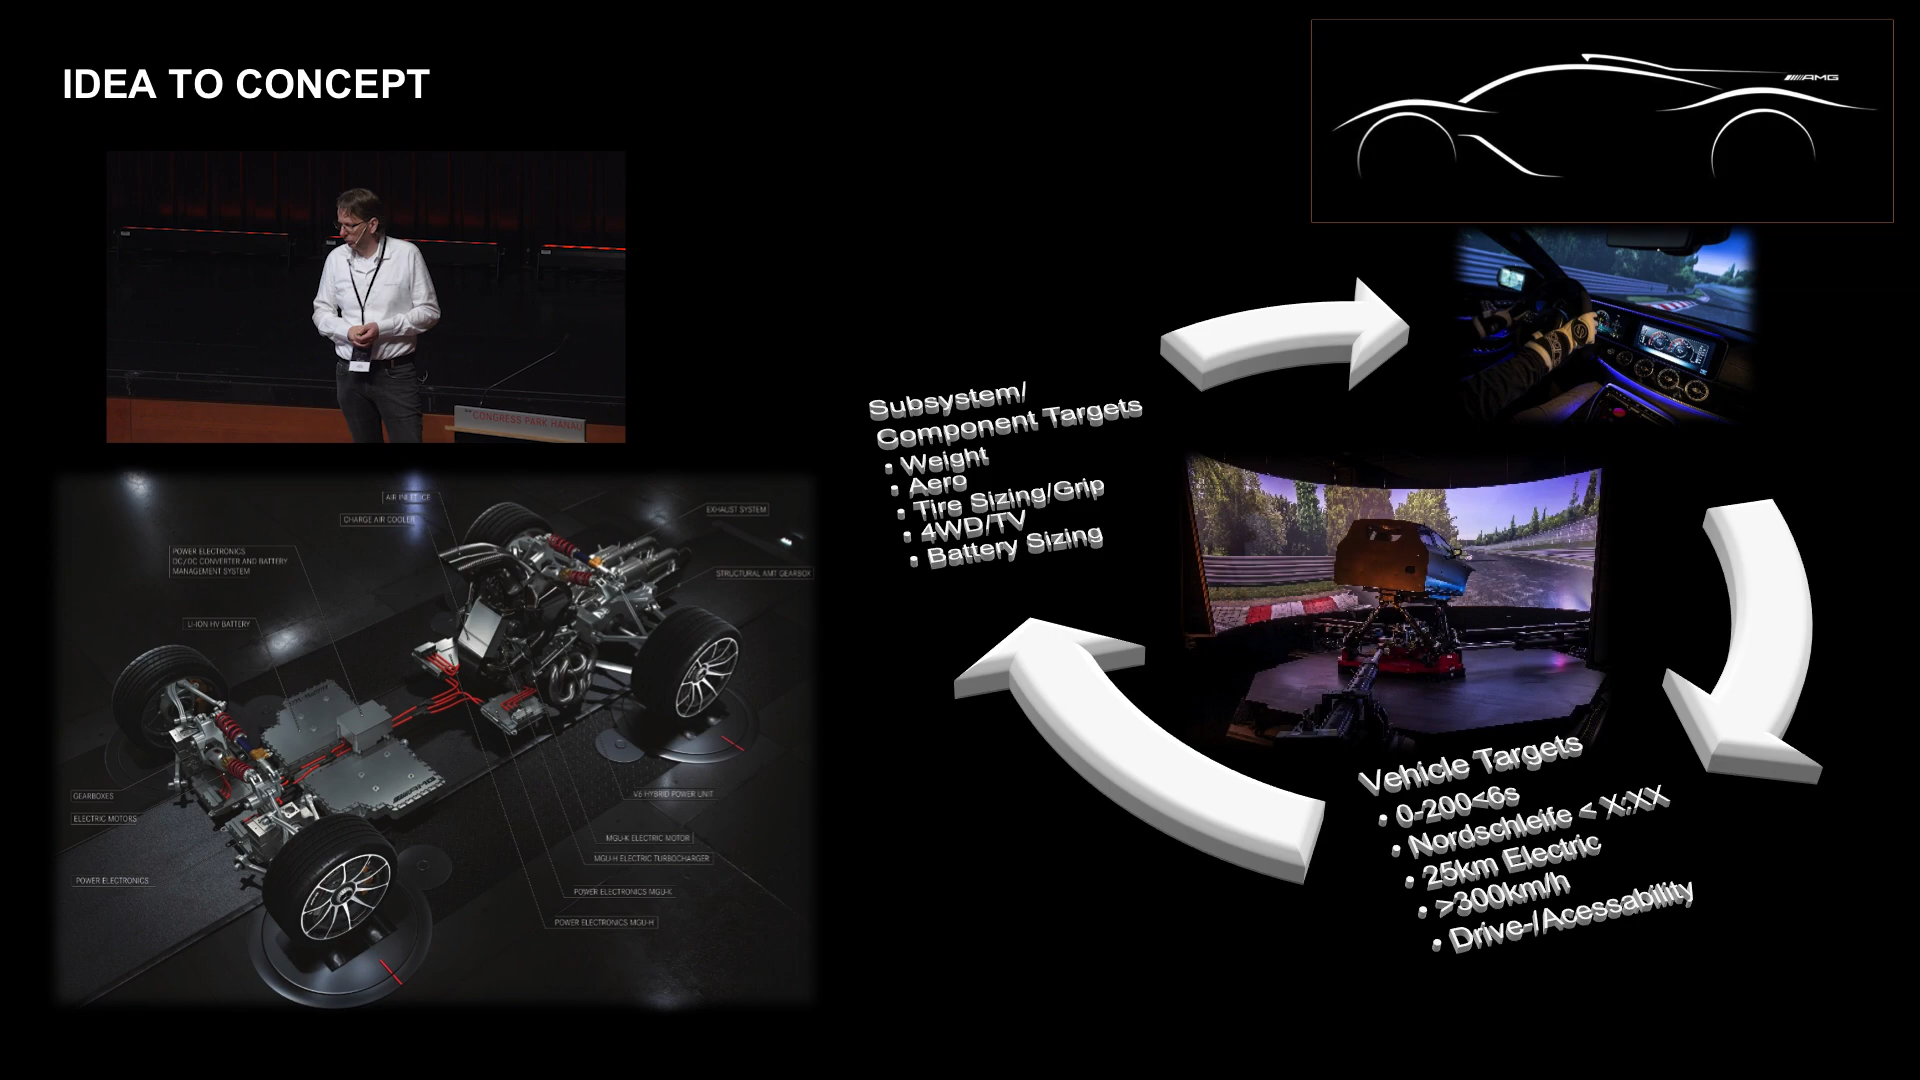 IDEA TO CONCEPT
AMG
CONGRESS PARK HANAU
Subsystem/
Component Targets
• Weight
• Aero
• Tire Sizing/Grip
• 4WD/TV
• Battery Sizing
AIR INLET ICE
CHARGE AIR COOLER
EXHAUST SYSTEM
POWER ELECTRONICS
DC/DC CONVERTER AND BATTERY
MANAGEMENT SYSTEM
STRUCTURAL AMT GEARBOX
LI-ION HV BATTERY
GEARBOXES
ELECTRIC MOTORS
POWER ELECTRONICS
V6 HYBRID POWER UNIT
MGU-K ELECTRIC MOTOR
MGU-H ELECTRIC TURBOCHARGER
POWER ELECTRONICS MGU-K
POWER ELECTRONICS MGU-H
Vehicle Targets
• 0-200<6s
• Nordschleife < X:XX
• 25km Electric
• >300km/h
• Drive-/Acessability